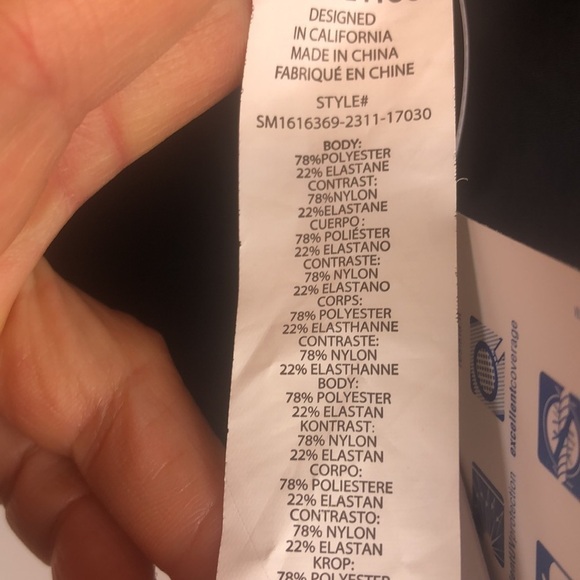 DESIGNED
IN CALIFORNIA
MADE IN CHINA
FABRIQUÉ EN CHINE
STYLE#
SM1616369-2311-17030
BODY:
78%POLYESTER
22% ELASTANE
CONTRAST:
78%NYLON
22%ELASTANE
CUERPO:
78% POLIÉSTER
22% ELASTANO
CONTRASTE:
78% NYLON
22% ELASTANO
CORPS:
78% POLYESTER
22% ELASTHANNE
CONTRASTE:
78% NYLON
22% ELASTHANNE
BODY:
78% POLYESTER
22% ELASTAN
KONTRAST:
78% NYLON
22% ELASTAN
CORPO:
78% POLIESTERE
22% ELASTAN
CONTRASTO:
78% NYLON
22% ELASTAN
KROP:
78% POLYESTER
excellentcoverage
protection